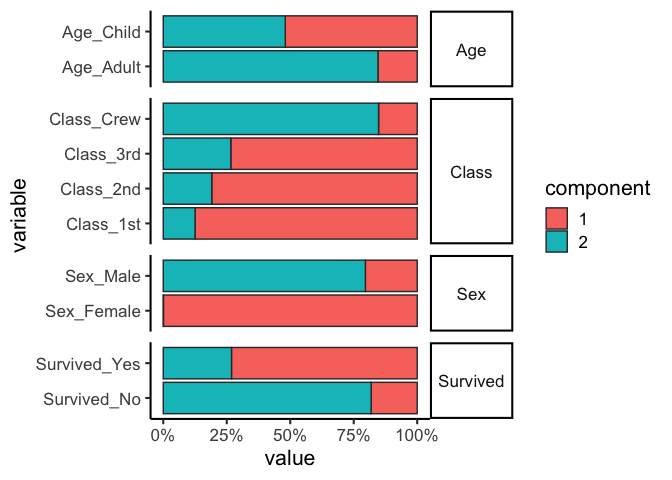 Age_Child
Age_Adult
Age
Class_Crew
Class_3rd
Class_2nd
Class_1st
Class
Sex_Male
Sex_Female
Sex
Survived_Yes
Survived_No
Survived
0% 25% 50% 75% 100%
value
variable
component
1
2